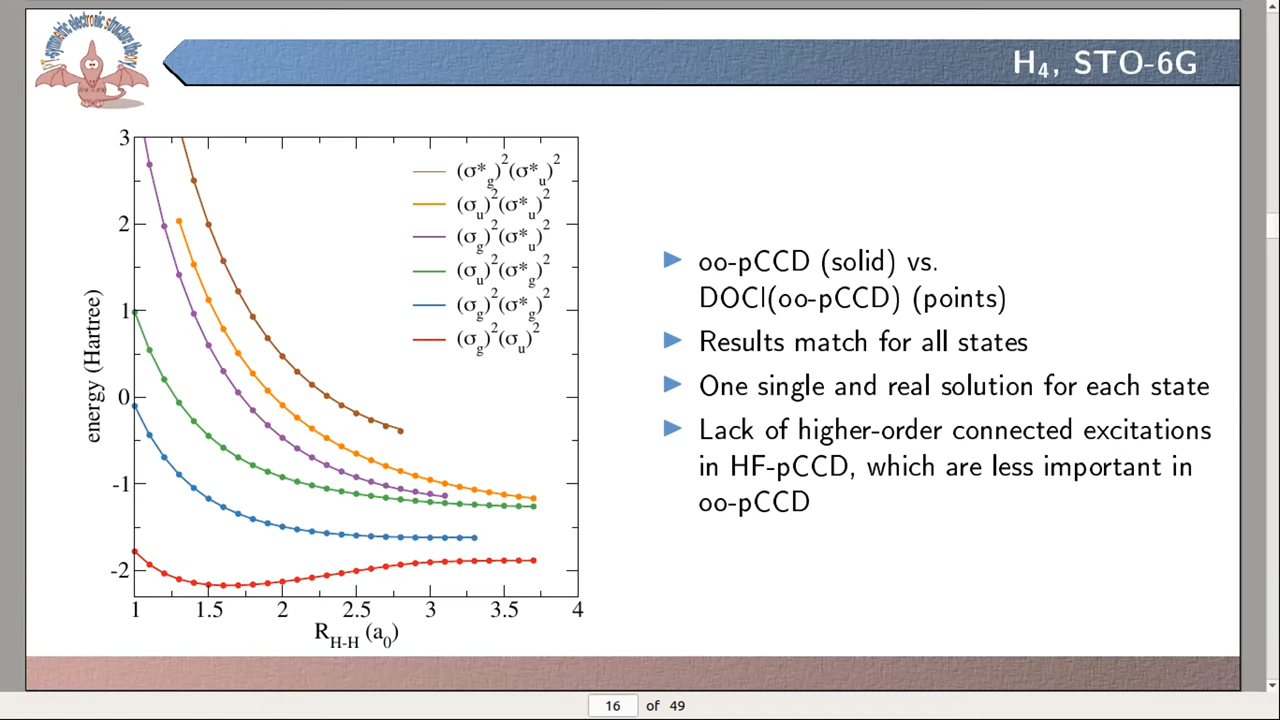 H₄, STO-6G
3
2
1
0
-1
-2
energy (Hartree)
(σ*g)²(σ*u)²
(σu)²(σ*u)²
(σg)²(σ*u)²
(σu)²(σ*g)²
(σg)²(σ*g)²
(σg)²(σu)²
1 1.5 2 2.5 3 3.5 4
R_H-H (a₀)
▶ oo-pCCD (solid) vs.
DOCI(oo-pCCD) (points)
▶ Results match for all states
▶ One single and real solution for each state
▶ Lack of higher-order connected excitations
in HF-pCCD, which are less important in
oo-pCCD
16 of 49